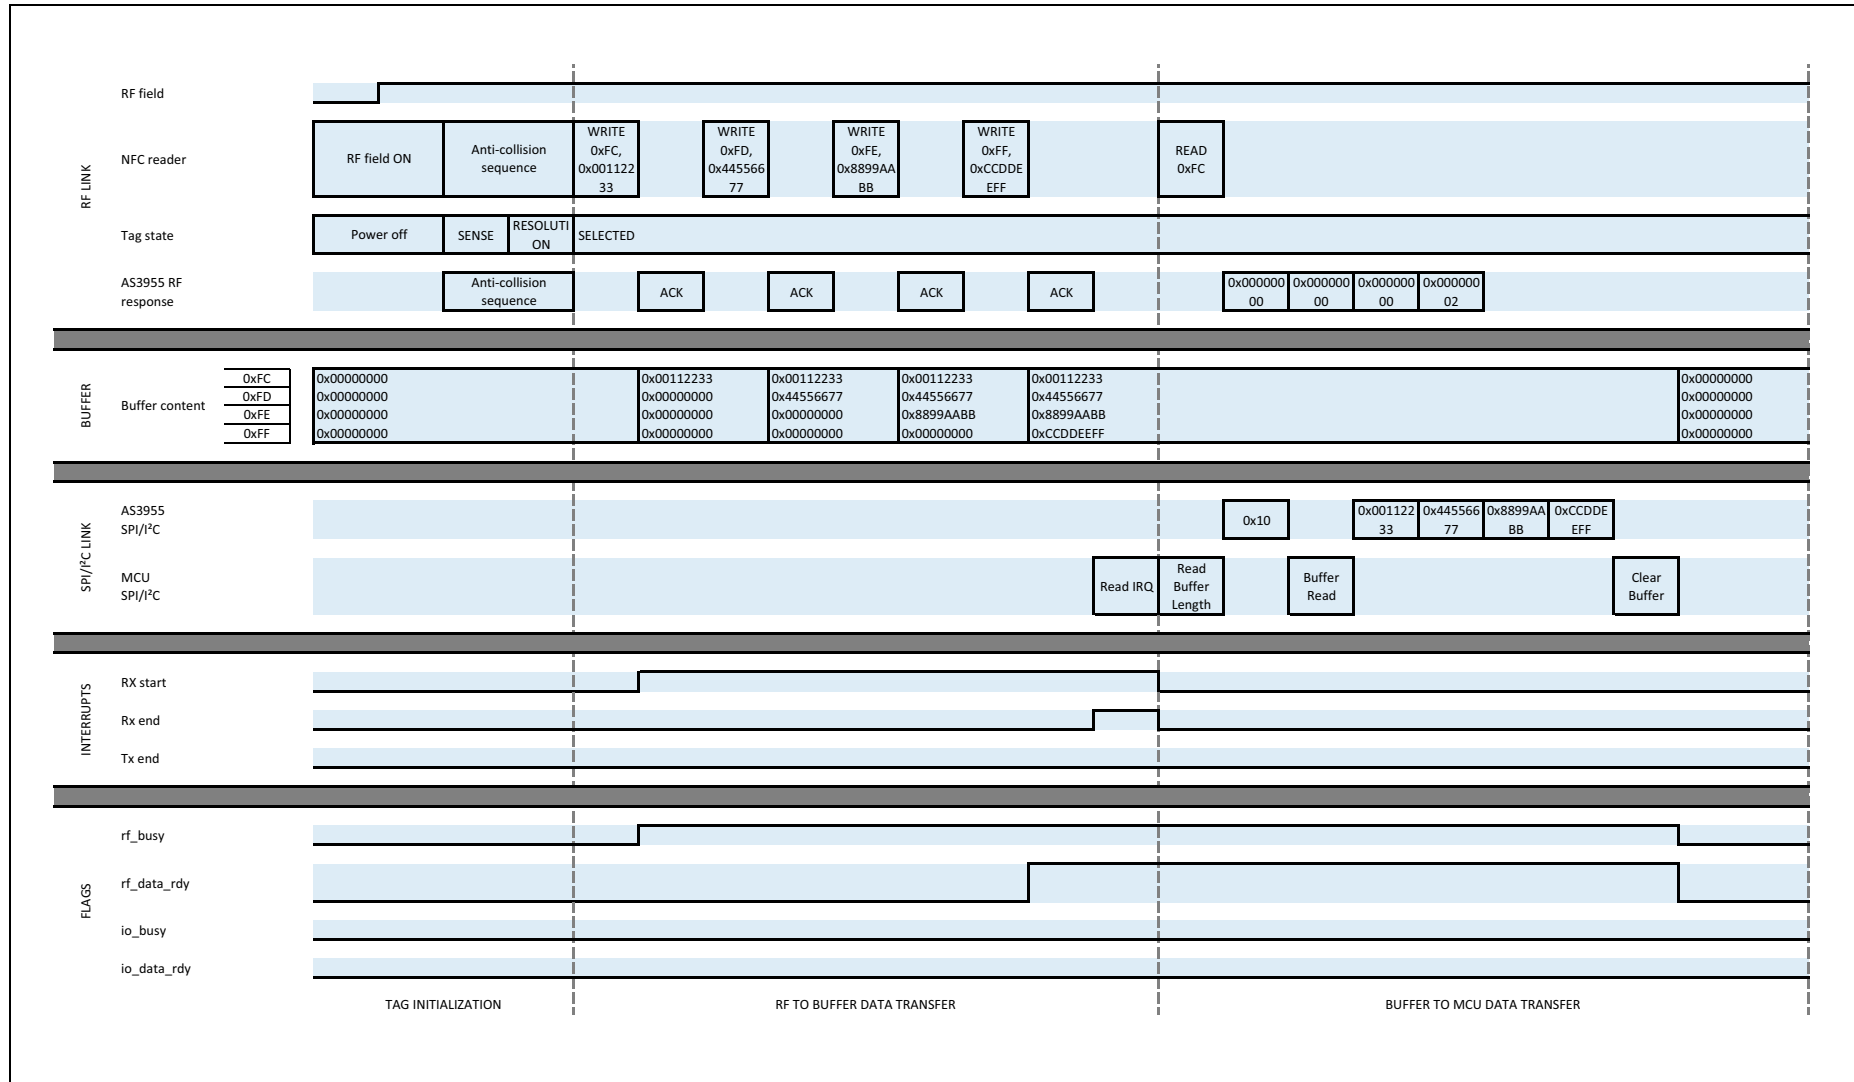 RF LINK
RF field
NFC reader
RF field ON
Anti-collision
sequence
WRITE
0xFC,
0x001122
33
WRITE
0xFD,
0x445566
77
WRITE
0xFE,
0x8899AA
BB
WRITE
0xFF,
0xCCDDE
EFF
READ
0xFC
Tag state
Power off
SENSE
RESOLUTI
ON
SELECTED
AS3955 RF
response
Anti-collision
sequence
ACK
ACK
ACK
ACK
0x000000
00
0x000000
00
0x000000
00
0x000000
02
BUFFER
Buffer content
0xFC
0xFD
0xFE
0xFF
0x00000000
0x00000000
0x00000000
0x00000000
0x00112233
0x00000000
0x00000000
0x00000000
0x00112233
0x44556677
0x00000000
0x00000000
0x00112233
0x44556677
0x8899AABB
0x00000000
0x00112233
0x44556677
0x8899AABB
0xCCDDEEFF
0x00000000
0x00000000
0x00000000
0x00000000
SPI/I²C LINK
AS3955
SPI/I²C
0x10
0x001122
33
0x445566
77
0x8899AA
BB
0xCCDDE
EFF
MCU
SPI/I²C
Read IRQ
Read
Buffer
Length
Buffer
Read
Clear
Buffer
INTERRUPTS
RX start
Rx end
Tx end
FLAGS
rf_busy
rf_data_rdy
io_busy
io_data_rdy
TAG INITIALIZATION
RF TO BUFFER DATA TRANSFER
BUFFER TO MCU DATA TRANSFER